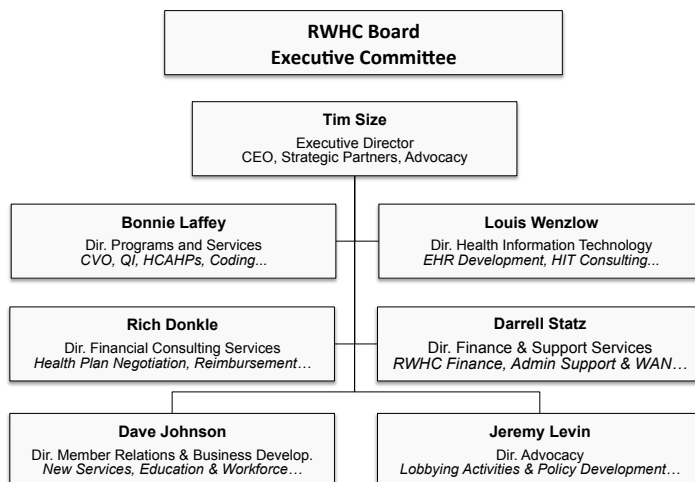 RWHC Board
Executive Committee
Tim Size
Executive Director
CEO, Strategic Partners, Advocacy
Bonnie Laffey
Dir. Programs and Services
CVO, QI, HCAHPs, Coding...
Louis Wenzlow
Dir. Health Information Technology
EHR Development, HIT Consulting...
Rich Donkle
Dir. Financial Consulting Services
Health Plan Negotiation, Reimbursement…
Darrell Statz
Dir. Finance & Support Services
RWHC Finance, Admin Support & WAN…
Dave Johnson
Dir. Member Relations & Business Develop.
New Services, Education & Workforce…
Jeremy Levin
Dir. Advocacy
Lobbying Activities & Policy Development…